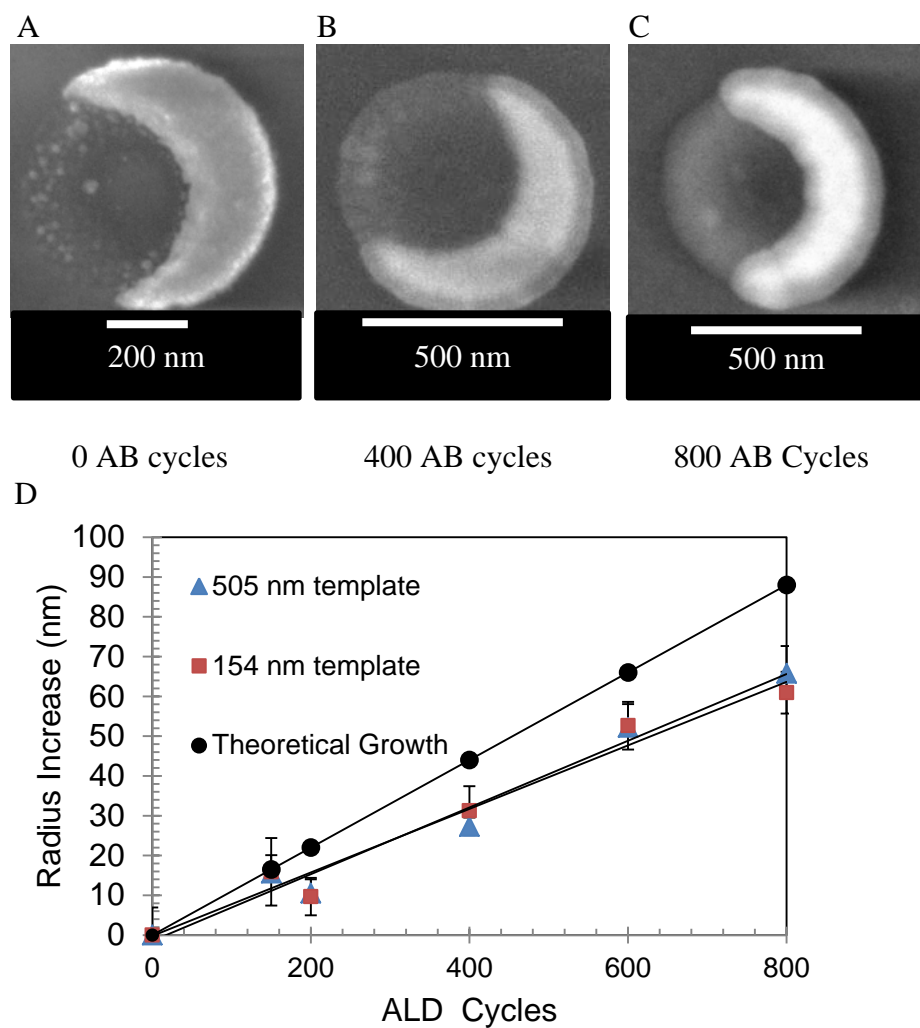 A B C
200 nm 500 nm 500 nm
0 AB cycles 400 AB cycles 800 AB Cycles
D
100
90
80
70
60
50
40
30
20
10
0
505 nm template
154 nm template
Theoretical Growth
Radius Increase (nm)
0 200 400 600 800
ALD Cycles